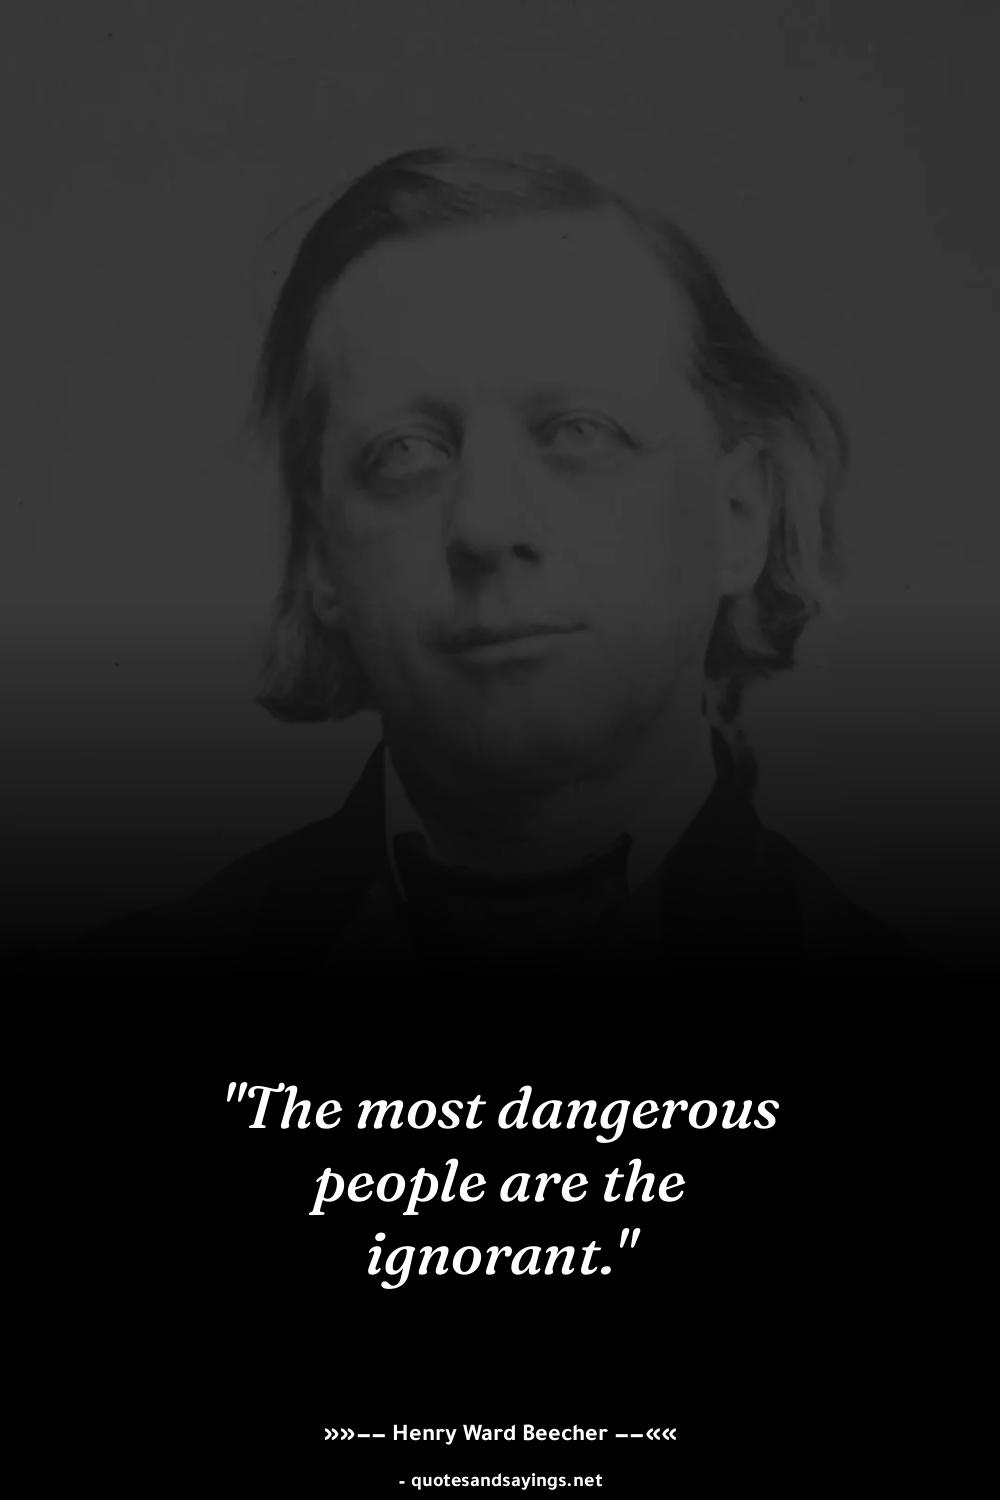 "The most dangerous
people are the
ignorant."
»»−− Henry Ward Beecher −−««
- quotesandsayings.net